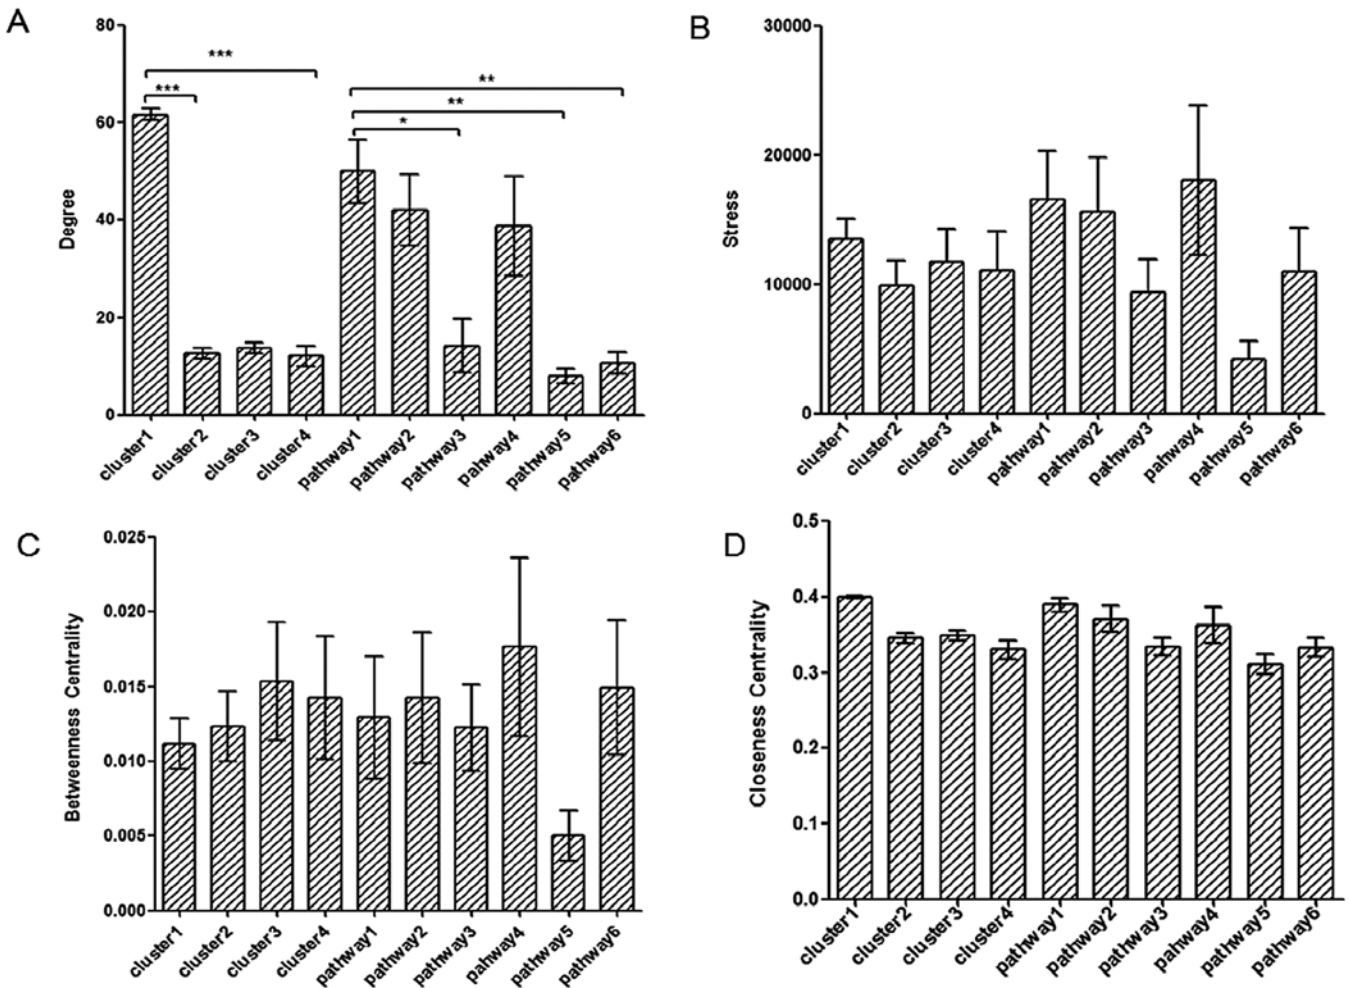 A
80
60
40
20
0
Degree
***
***
*
**
**
cluster1
cluster2
cluster3
cluster4
pathway1
pathway2
pathway3
pahway4
pathway5
pathway6
B
30000
20000
10000
0
Stress
cluster1
cluster2
cluster3
cluster4
pathway1
pathway2
pathway3
pahway4
pathway5
pathway6
C
0.025
0.020
0.015
0.010
0.005
0.000
Betweenness Centrality
cluster1
cluster2
cluster3
cluster4
pathway1
pathway2
pathway3
pahway4
pathway5
pathway6
D
0.5
0.4
0.3
0.2
0.1
0.0
Closeness Centrality
cluster1
cluster2
cluster3
cluster4
pathway1
pathway2
pathway3
pahway4
pathway5
pathway6